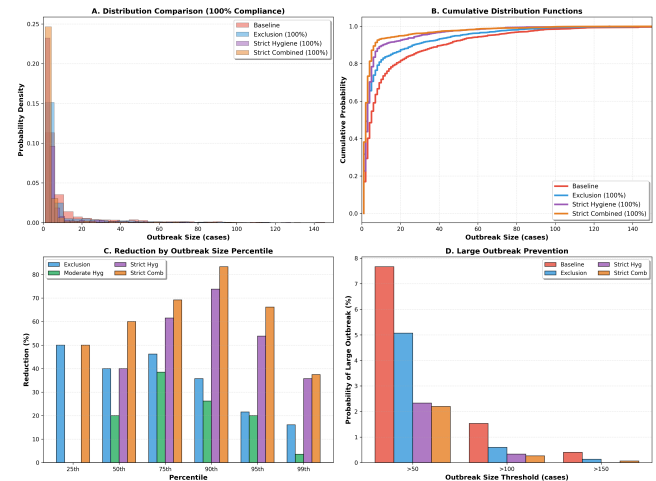 A. Distribution Comparison (100% Compliance)
Baseline
Exclusion (100%)
Strict Hygiene (100%)
Strict Combined (100%)
Probability Density
0.25
0.20
0.15
0.10
0.05
0.00
0 20 40 60 80 100 120 140
Outbreak Size (cases)
B. Cumulative Distribution Functions
Cumulative Probability
1.0
0.8
0.6
0.4
0.2
0.0
Baseline
Exclusion (100%)
Strict Hygiene (100%)
Strict Combined (100%)
0 20 40 60 80 100 120 140
Outbreak Size (cases)
C. Reduction by Outbreak Size Percentile
Exclusion
Moderate Hyg
Strict Hyg
Strict Comb
Reduction (%)
80
70
60
50
40
30
20
10
0
25th 50th 75th 90th 95th 99th
Percentile
D. Large Outbreak Prevention
Baseline
Exclusion
Strict Hyg
Strict Comb
Probability of Large Outbreak (%)
8
7
6
5
4
3
2
1
0
>50 >100 >150
Outbreak Size Threshold (cases)